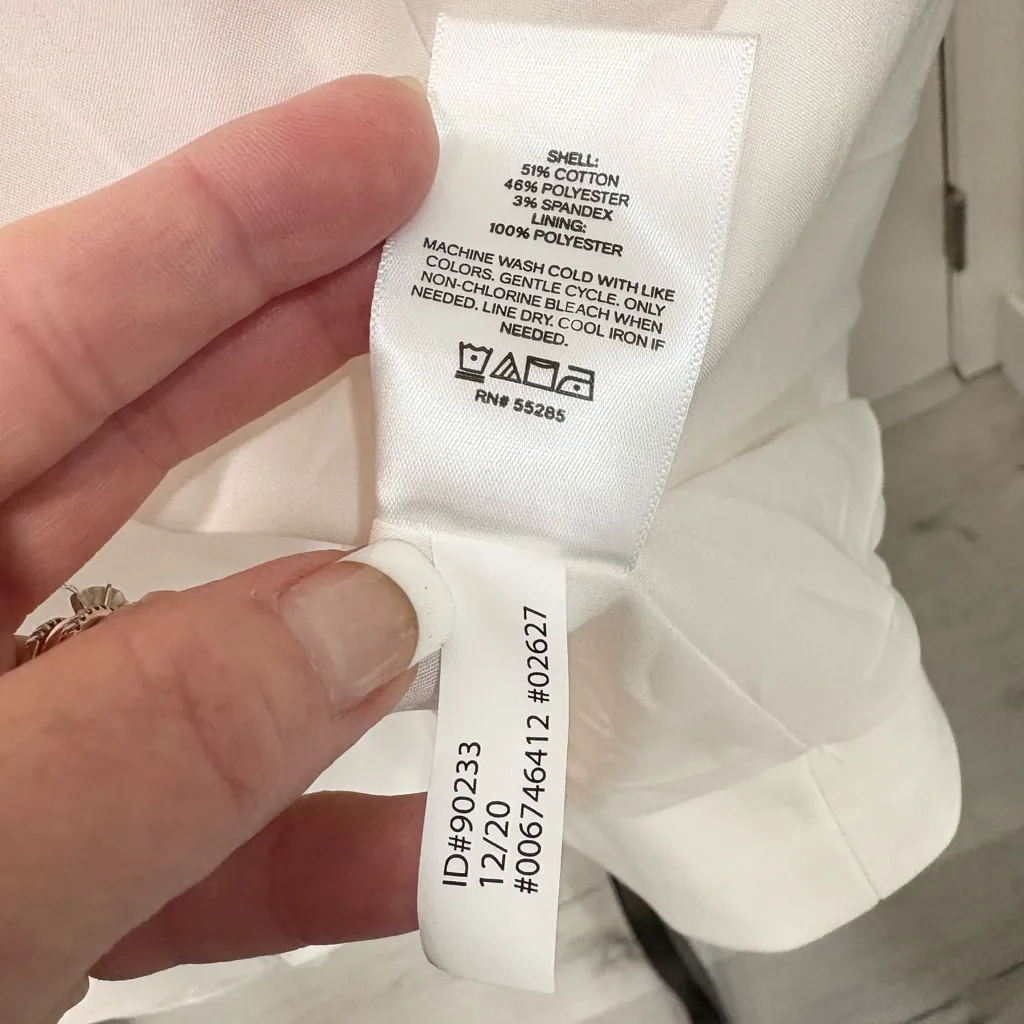 SHELL:
51% COTTON
46% POLYESTER
3% SPANDEX
LINING:
100% POLYESTER
MACHINE WASH COLD WITH LIKE
COLORS. GENTLE CYCLE. ONLY
NON-CHLORINE BLEACH WHEN
NEEDED. LINE DRY. COOL IRON IF
NEEDED.
RN# 55285
ID#90233
12/20
#006746412 #02627